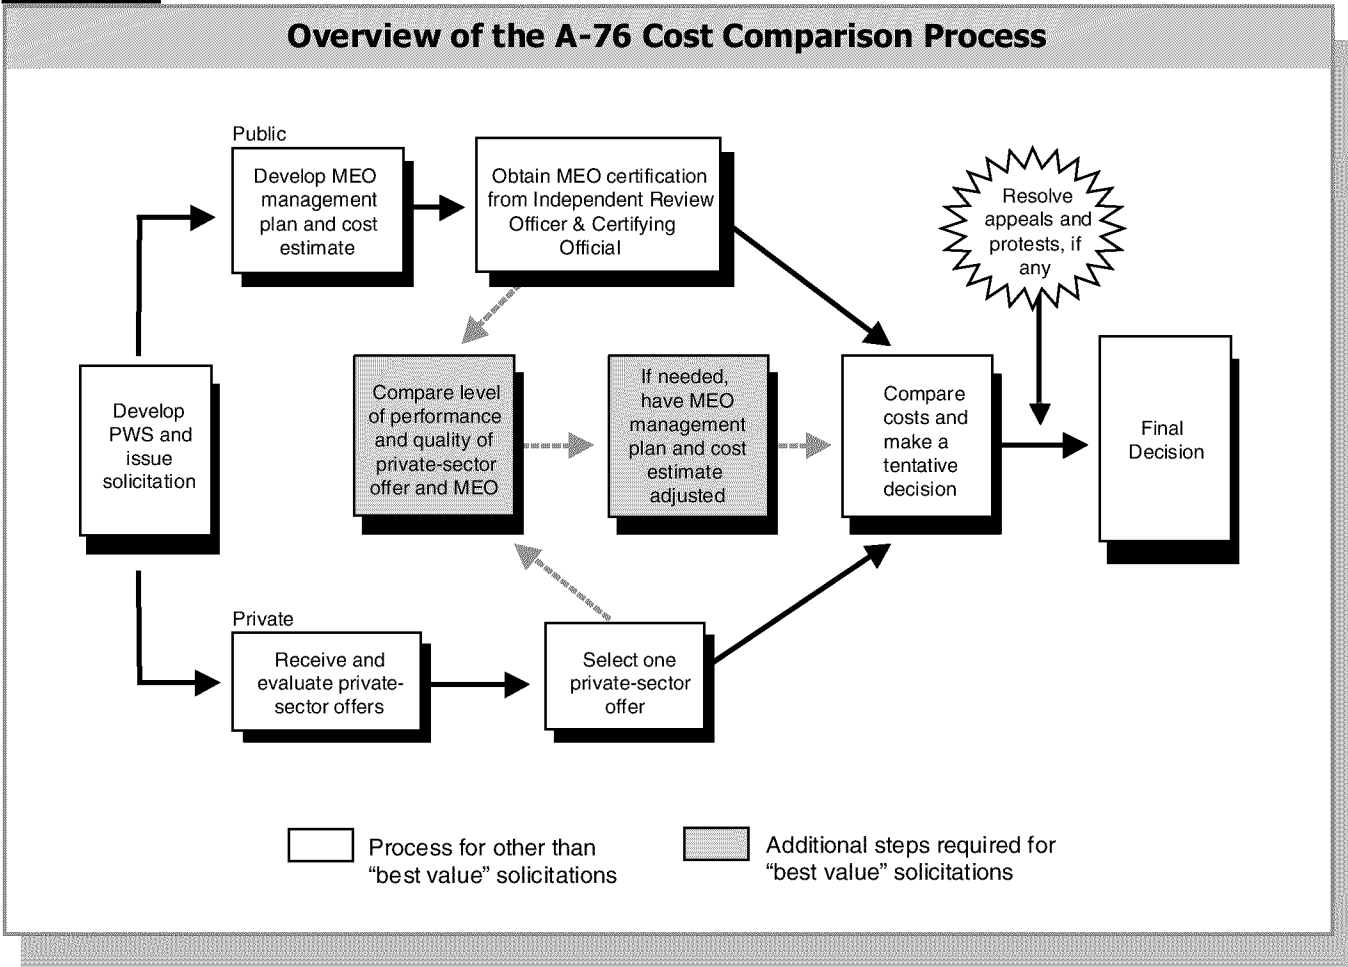 Overview of the A-76 Cost Comparison Process
Public
Develop MEO
management
plan and cost
estimate
Obtain MEO certification
from Independent Review
Officer & Certifying
Official
Resolve
appeals and
protests, if
any
Develop
PWS and
issue
solicitation
Compare level
of performance
and quality of
private-sector
offer and MEO
If needed,
have MEO
management
plan and cost
estimate
adjusted
Compare
costs and
make a
tentative
decision
Final
Decision
Private
Receive and
evaluate private-
sector offers
Select one
private-sector
offer
Process for other than
“best value” solicitations
Additional steps required for
“best value” solicitations